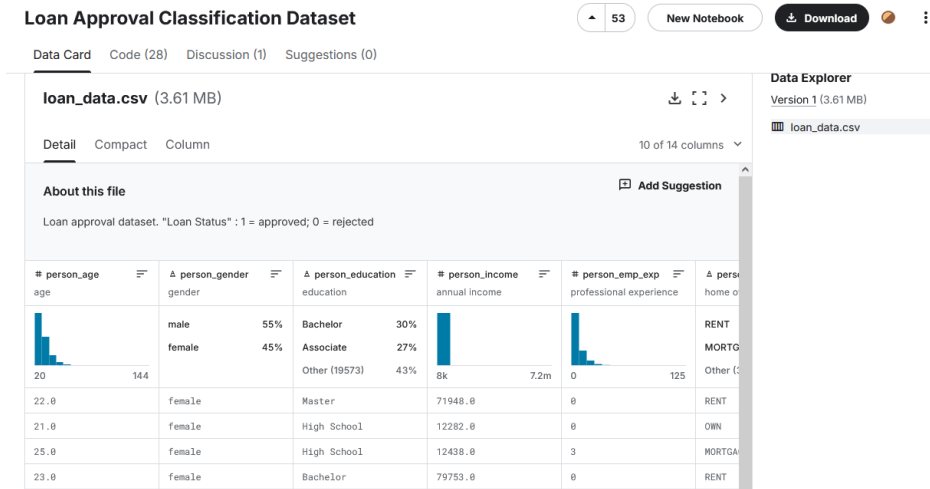 Loan Approval Classification Dataset
53
New Notebook
Download
Data Card
Code (28)
Discussion (1)
Suggestions (0)
loan_data.csv (3.61 MB)
Data Explorer
Version 1 (3.61 MB)
loan_data.csv
Detail
Compact
Column
10 of 14 columns
About this file
Add Suggestion
Loan approval dataset. "Loan Status" : 1 = approved; 0 = rejected
# person_age
A person_gender
A person_education
# person_income
# person_emp_exp
A perso
age
gender
education
annual income
professional experience
home o
male 55%
female 45%
Bachelor 30%
Associate 27%
Other (19573) 43%
RENT
MORTG
Other (3
20 144
8k 7.2m
0 125
22.0 female Master 71948.0 0 RENT
21.0 female High School 12282.0 0 OWN
25.0 female High School 12438.0 3 MORTGA
23.0 female Bachelor 79753.0 0 RENT